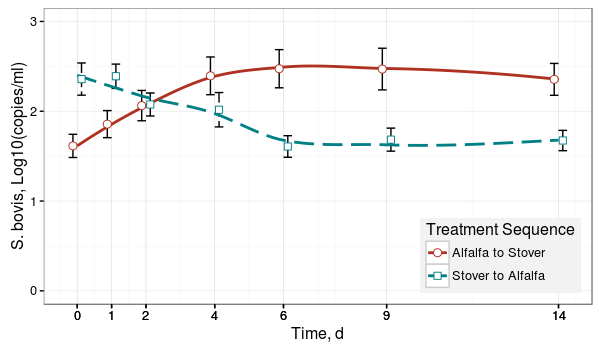 3
2
1
0
S. bovis, Log10(copies/ml)
Treatment Sequence
Alfalfa to Stover
Stover to Alfalfa
0 1 2 4 6 9 14
Time, d